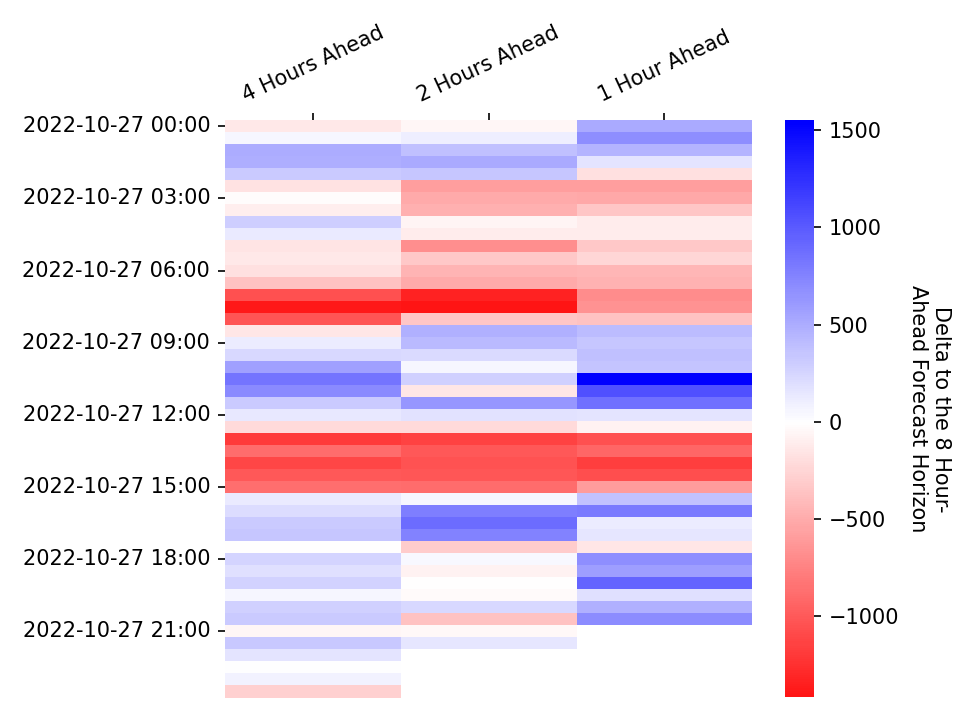 4 Hours Ahead
2 Hours Ahead
1 Hour Ahead
2022-10-27 00:00
2022-10-27 03:00
2022-10-27 06:00
2022-10-27 09:00
2022-10-27 12:00
2022-10-27 15:00
2022-10-27 18:00
2022-10-27 21:00
1500
1000
500
0
−500
−1000
Delta to the 8 Hour-
Ahead Forecast Horizon